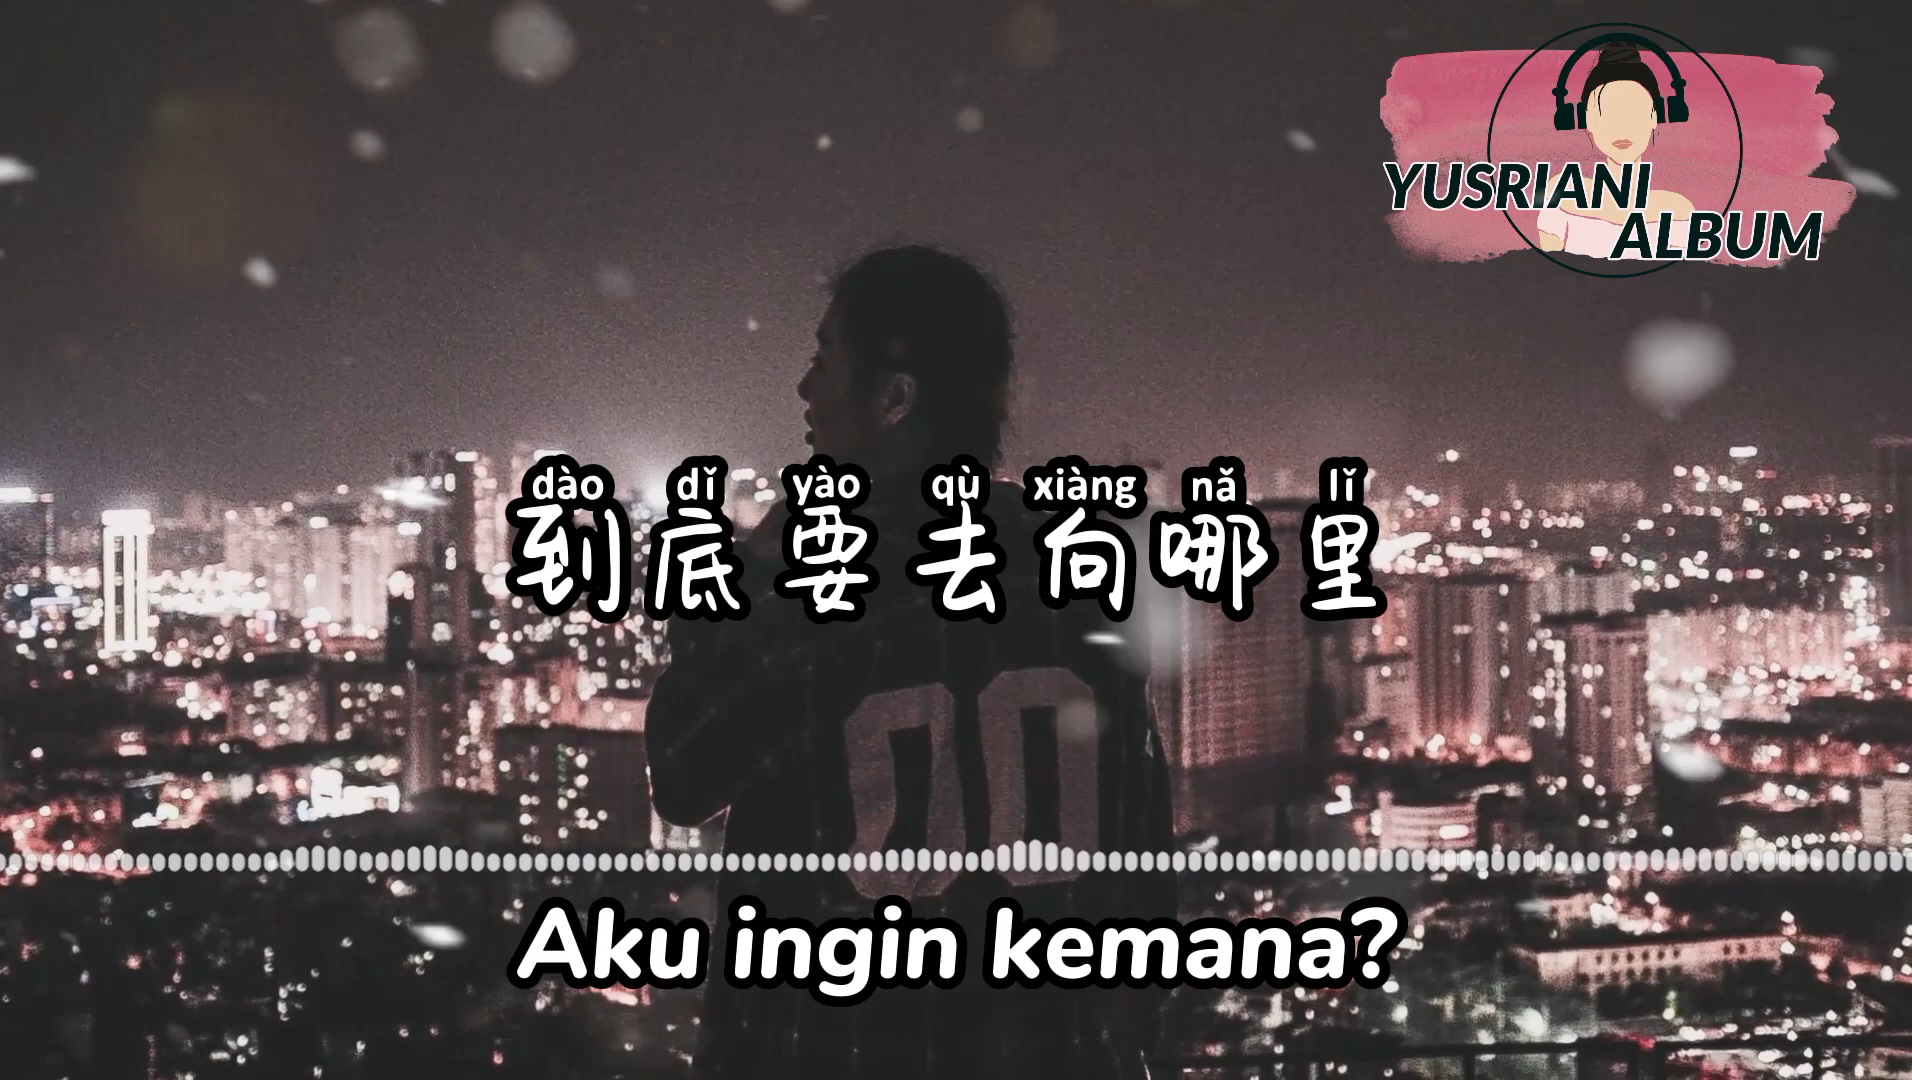 YUSRIANI
ALBUM
dào dǐ yào qù xiàng nǎ lǐ
到底要去向哪里
00
Aku ingin kemana?